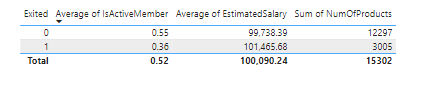 Exited Average of IsActiveMember Average of EstimatedSalary Sum of NumOfProducts
0 0.55 99,738.39 12297
1 0.36 101,465.68 3005
Total 0.52 100,090.24 15302